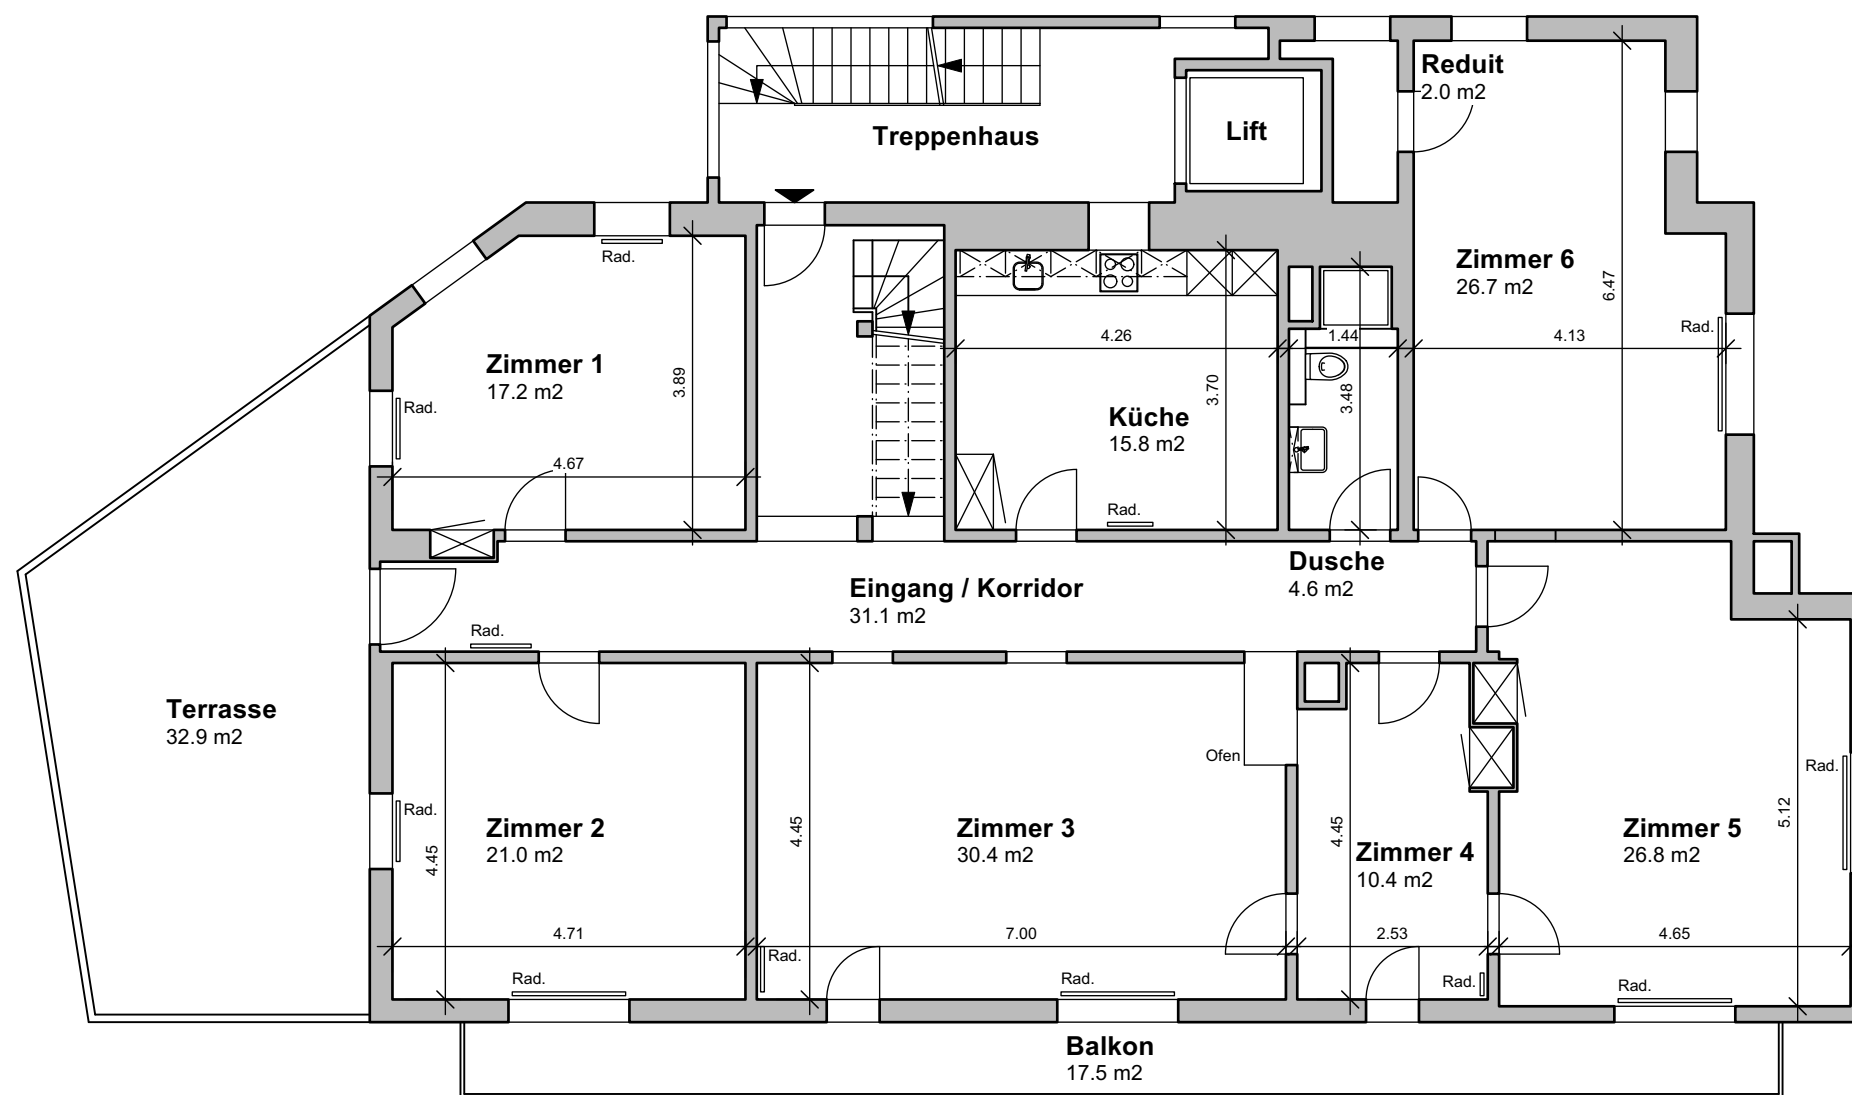 Reduit
2.0 m2
Treppenhaus
Lift
Rad.
Zimmer 6
26.7 m2
6.47
Rad.
4.13
4.26
1.44
3.70
3.48
Zimmer 1
17.2 m2
3.89
Rad.
4.67
Küche
15.8 m2
Rad.
Dusche
4.6 m2
Eingang / Korridor
31.1 m2
Rad.
Terrasse
32.9 m2
Ofen
Rad.
Rad.
Zimmer 2
21.0 m2
4.45
Zimmer 3
30.4 m2
4.45
Zimmer 4
10.4 m2
4.45
Zimmer 5
26.8 m2
5.12
4.71
7.00
2.53
4.65
Rad.
Rad.
Rad.
Rad.
Rad.
Balkon
17.5 m2